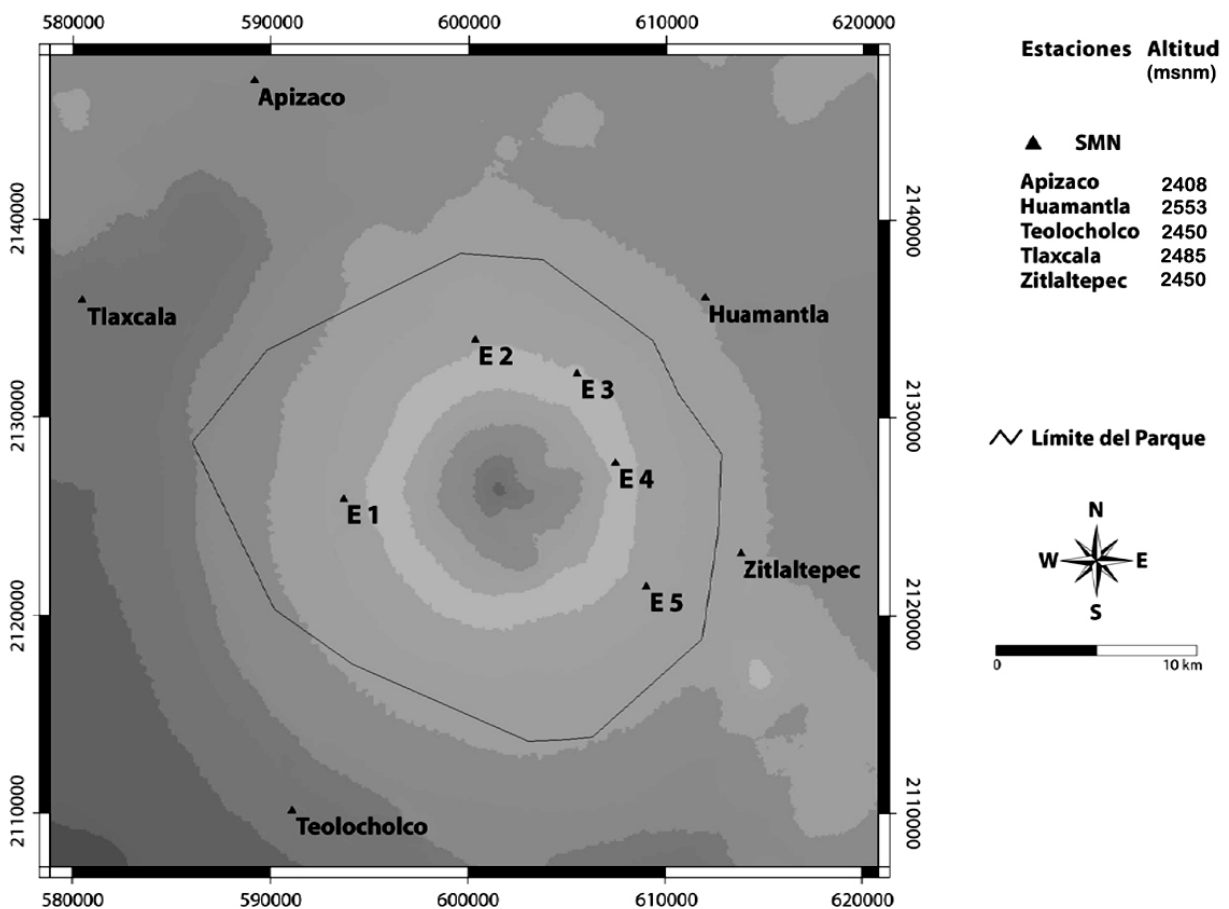 580000 590000 600000 610000 620000
Estaciones Altitud
(msnm)
Apizaco
SMN
Apizaco 2408
Huamantla 2553
Teolocholco 2450
Tlaxcala 2485
Zitlaltepec 2450
2140000 2140000
Tlaxcala
Huamantla
E 2
E 3
2130000 2130000
Límite del Parque
E 4
E 1
N
W E
S
Zitlaltepec
E 5
2120000 2120000
0 10 km
2110000 2110000
Teolocholco
580000 590000 600000 610000 620000